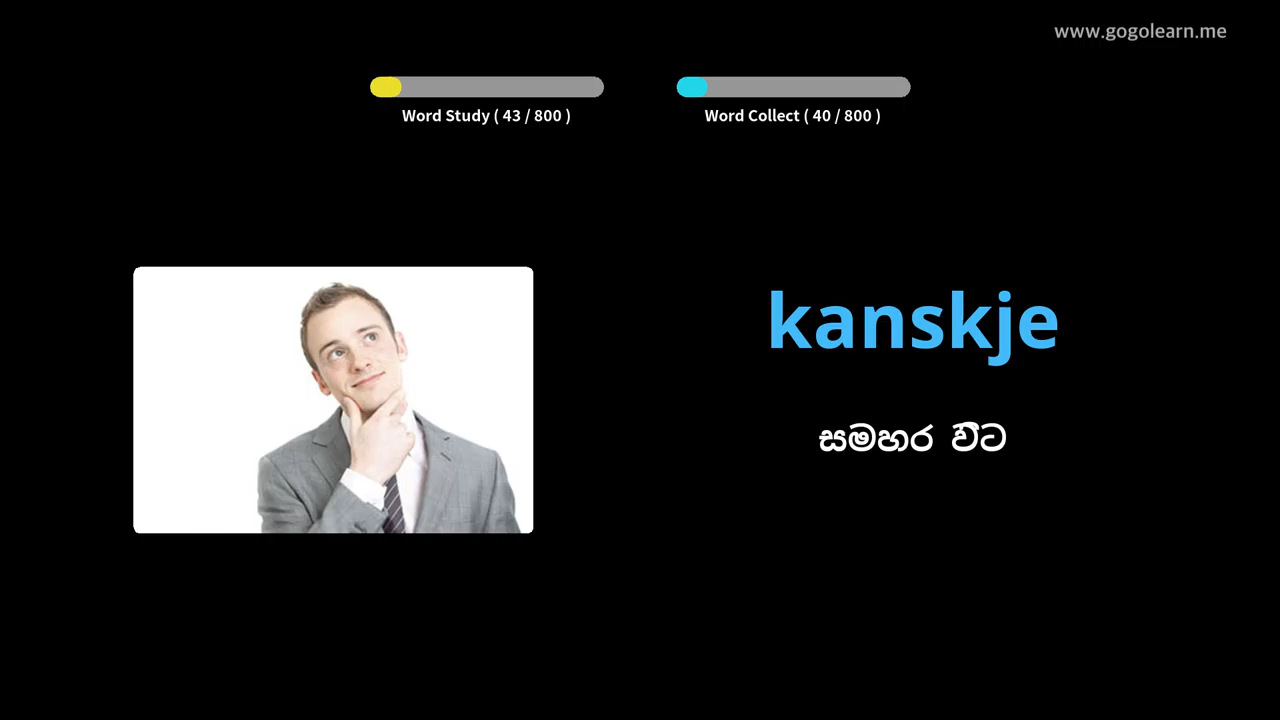 www.gogolearn.me
Word Study ( 43 / 800 )
Word Collect ( 40 / 800 )
kanskje
සමහර විට